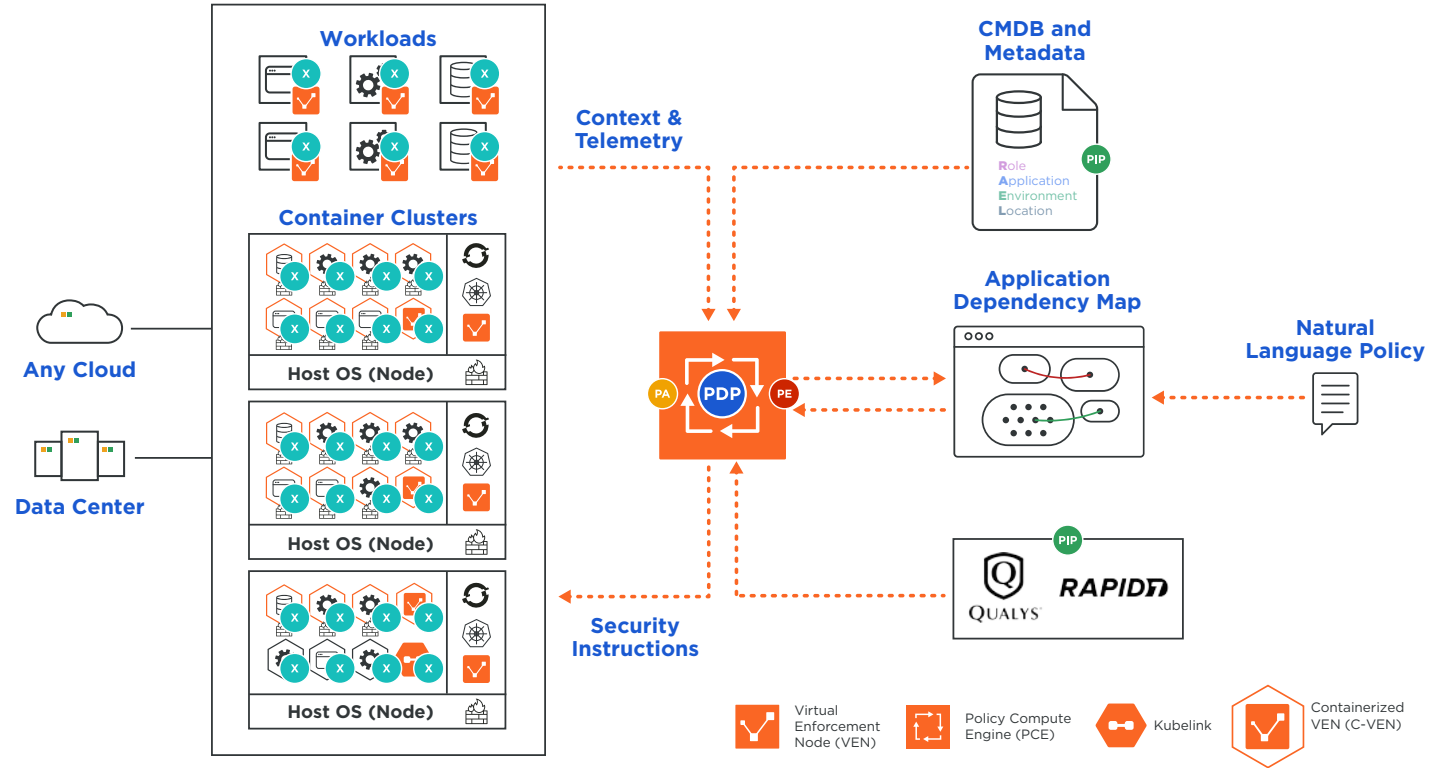 Workloads
X
X
X
X
X
X
Container Clusters
X
X
X
X
X
X
X
X
Host OS (Node)
X
X
X
X
X
X
X
X
Host OS (Node)
X
X
X
X
X
X
X
X
Host OS (Node)
Any Cloud
Data Center
Context &
Telemetry
CMDB and
Metadata
Role
Application
Environment
Location
PIP
PA
PDP
PE
Application
Dependency Map
Natural
Language Policy
Security
Instructions
PIP
Q
QUALYS
RAPID7
Virtual
Enforcement
Node (VEN)
Policy Compute
Engine (PCE)
Kubelink
Containerized
VEN (C-VEN)